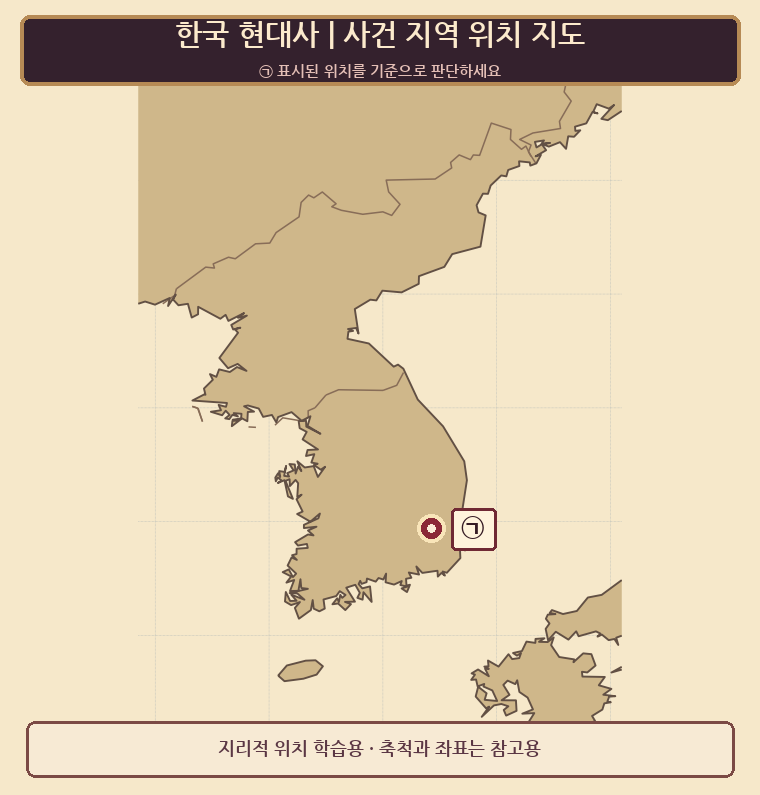 한국 현대사 | 사건 지역 위치 지도
㉠ 표시된 위치를 기준으로 판단하세요
㉠
지리적 위치 학습용 · 축척과 좌표는 참고용